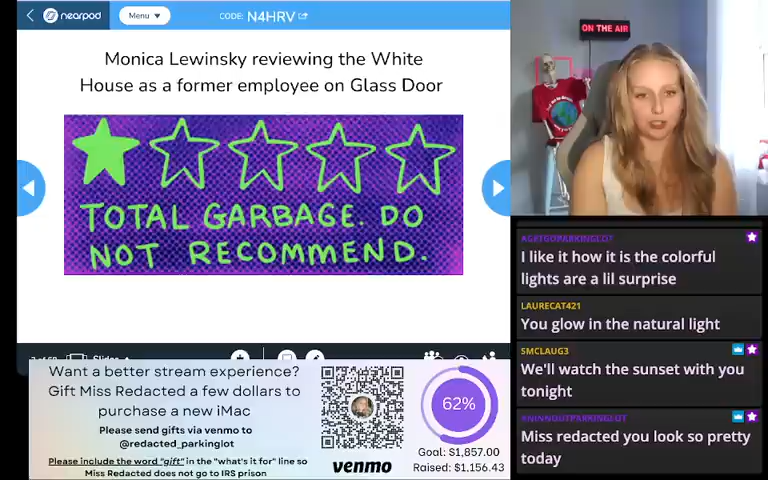 nearpod
Menu
CODE: N4HRV
Monica Lewinsky reviewing the White
House as a former employee on Glass Door
TOTAL GARBAGE. DO
NOT RECOMMEND.
Slides
Want a better stream experience?
Gift Miss Redacted a few dollars to
purchase a new iMac
Please send gifts via venmo to
@redacted_parkinglot
Please include the word "gift" in the "what's it for" line so
Miss Redacted does not go to IRS prison
venmo
62%
Goal: $1,857.00
Raised: $1,156.43
ON THE AIR
I like it how it is the colorful
lights are a lil surprise
LAURECAT421
You glow in the natural light
SMCLAUG3
We'll watch the sunset with you
tonight
Miss redacted you look so pretty
today